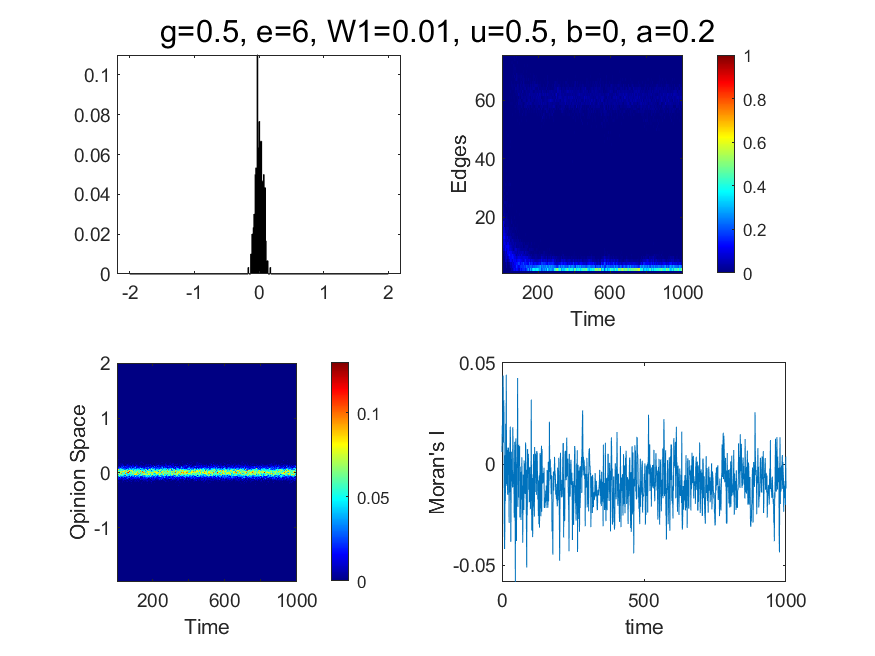 g=0.5, e=6, W1=0.01, u=0.5, b=0, a=0.2
0.1
0.08
0.06
0.04
0.02
0
-2 -1 0 1 2
Edges
60
40
20
200 600 1000
Time
1
0.8
0.6
0.4
0.2
0
Opinion Space
2
1
0
-1
200 600 1000
Time
0.1
0.05
0
Moran's I
0.05
0
-0.05
0 500 1000
time